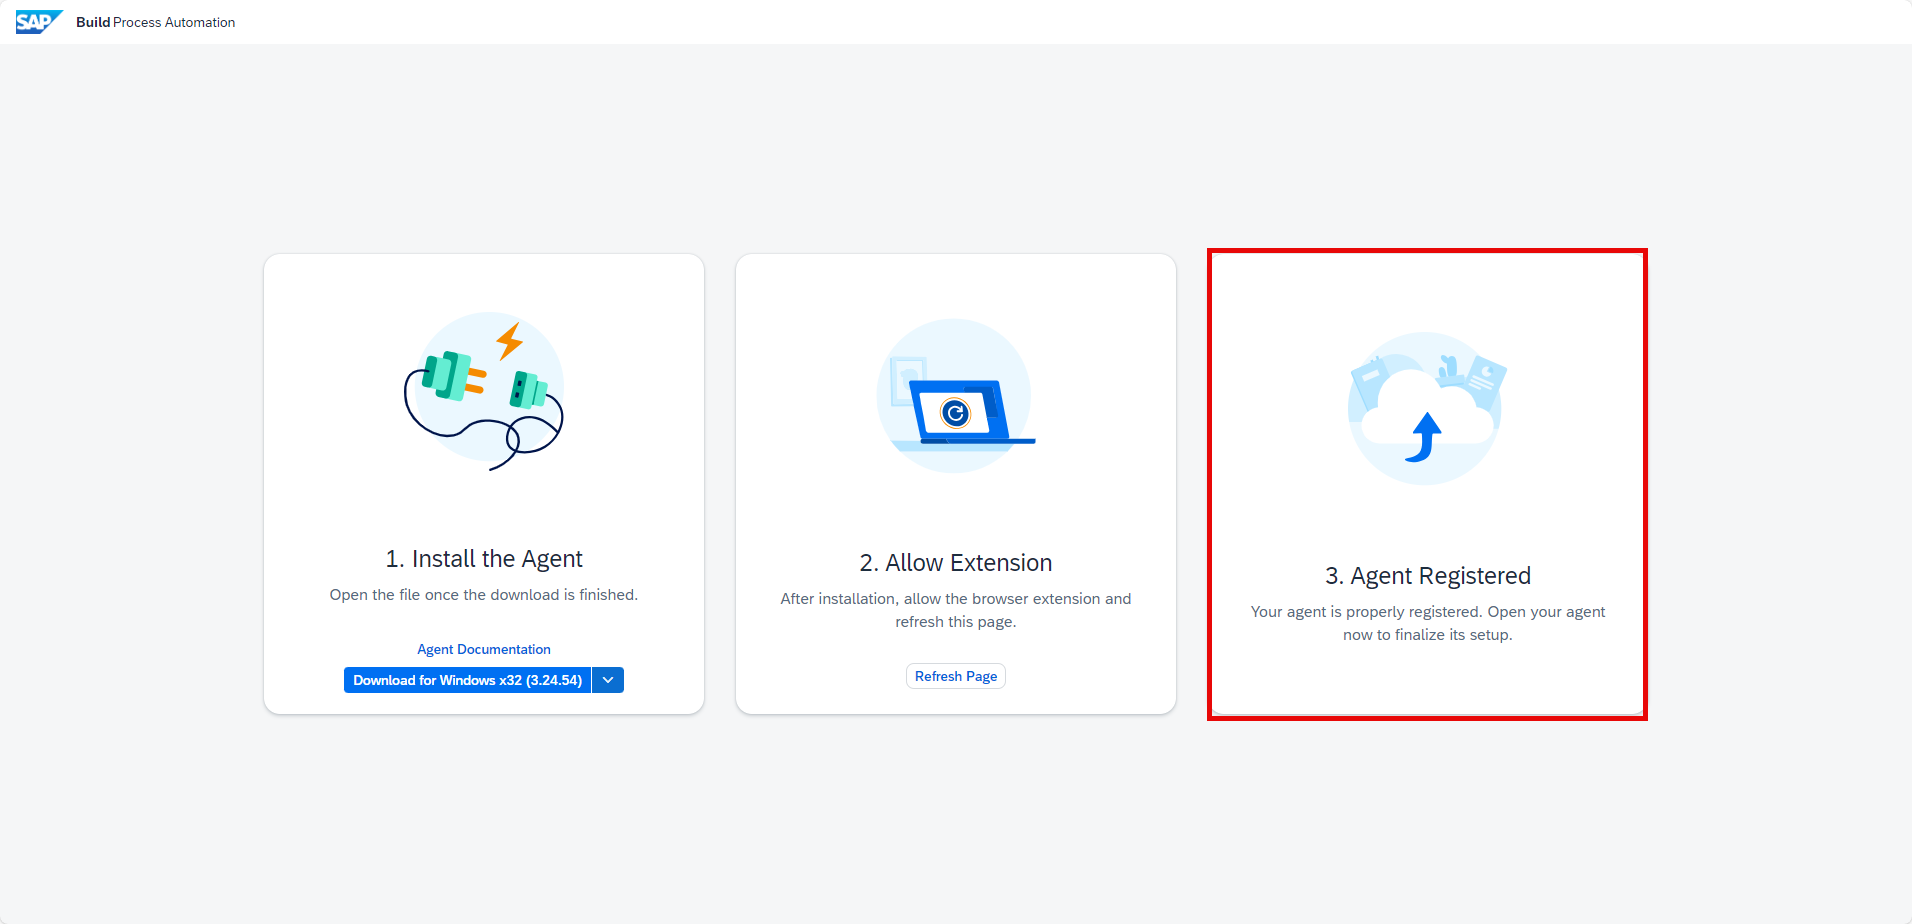 SAP Build Process Automation
1. Install the Agent
Open the file once the download is finished.
Agent Documentation
Download for Windows x32 (3.24.54)
2. Allow Extension
After installation, allow the browser extension and
refresh this page.
Refresh Page
3. Agent Registered
Your agent is properly registered. Open your agent
now to finalize its setup.